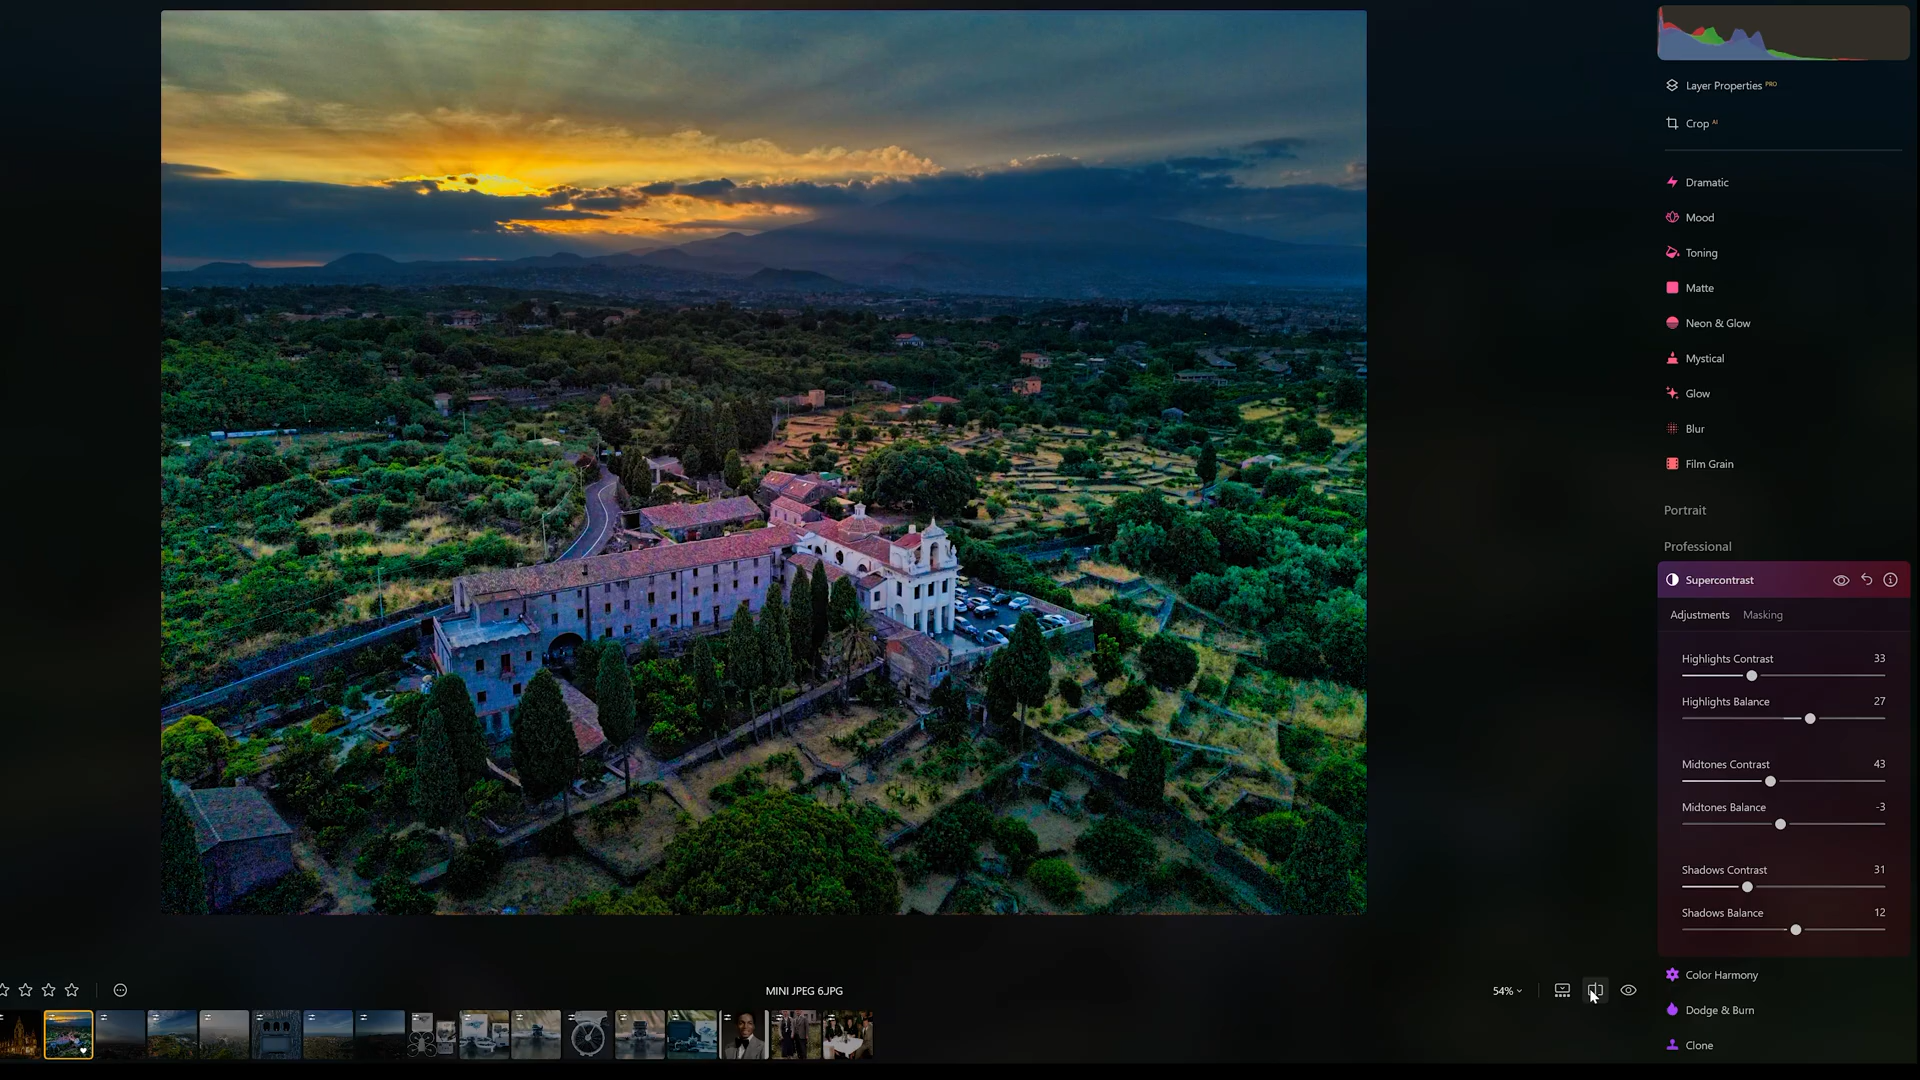 Layer Properties PRO
Crop AI
Dramatic
Mood
Toning
Matte
Neon & Glow
Mystical
Glow
Blur
Film Grain
Portrait
Professional
Supercontrast
Adjustments Masking
Highlights Contrast 33
Highlights Balance 27
Midtones Contrast 43
Midtones Balance -3
Shadows Contrast 31
Shadows Balance 12
Color Harmony
Dodge & Burn
Clone
MINI JPEG 6.JPG
54%